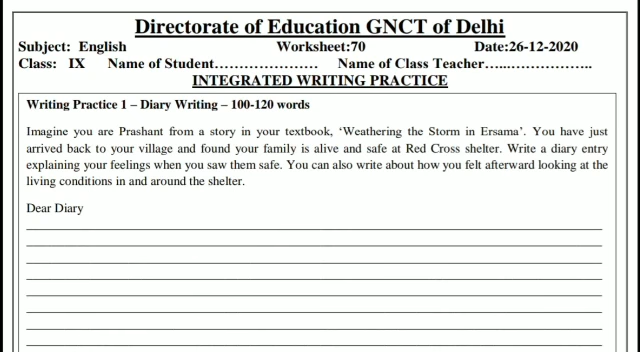 Directorate of Education GNCT of Delhi
Subject: English Worksheet:70 Date:26-12-2020
Class: IX Name of Student………………… Name of Class Teacher…...……………..
INTEGRATED WRITING PRACTICE
Writing Practice 1 – Diary Writing – 100-120 words
Imagine you are Prashant from a story in your textbook, ‘Weathering the Storm in Ersama’. You have just
arrived back to your village and found your family is alive and safe at Red Cross shelter. Write a diary entry
explaining your feelings when you saw them safe. You can also write about how you felt afterward looking at the
living conditions in and around the shelter.
Dear Diary